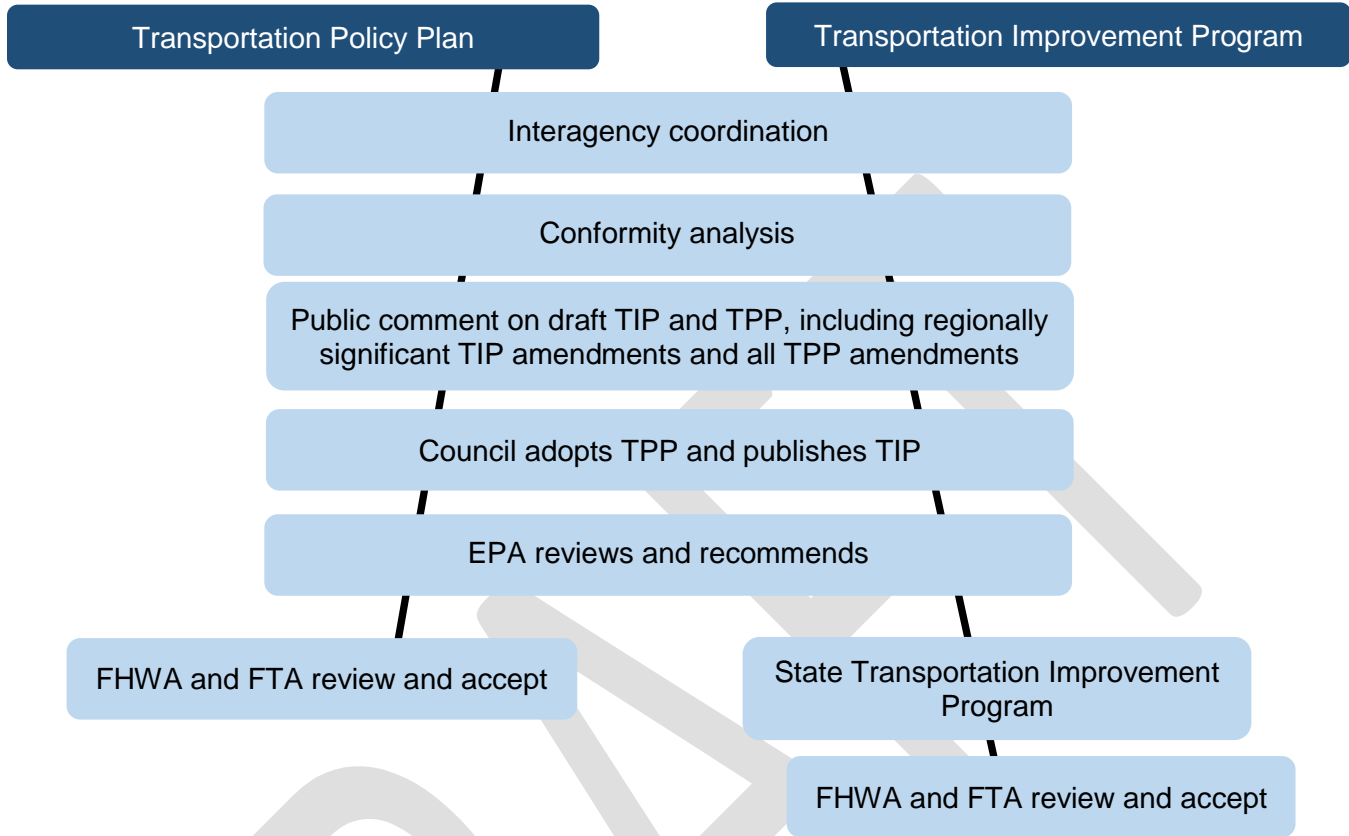 Transportation Policy Plan
Transportation Improvement Program
Interagency coordination
Conformity analysis
Public comment on draft TIP and TPP, including regionally
significant TIP amendments and all TPP amendments
Council adopts TPP and publishes TIP
EPA reviews and recommends
FHWA and FTA review and accept
State Transportation Improvement
Program
FHWA and FTA review and accept